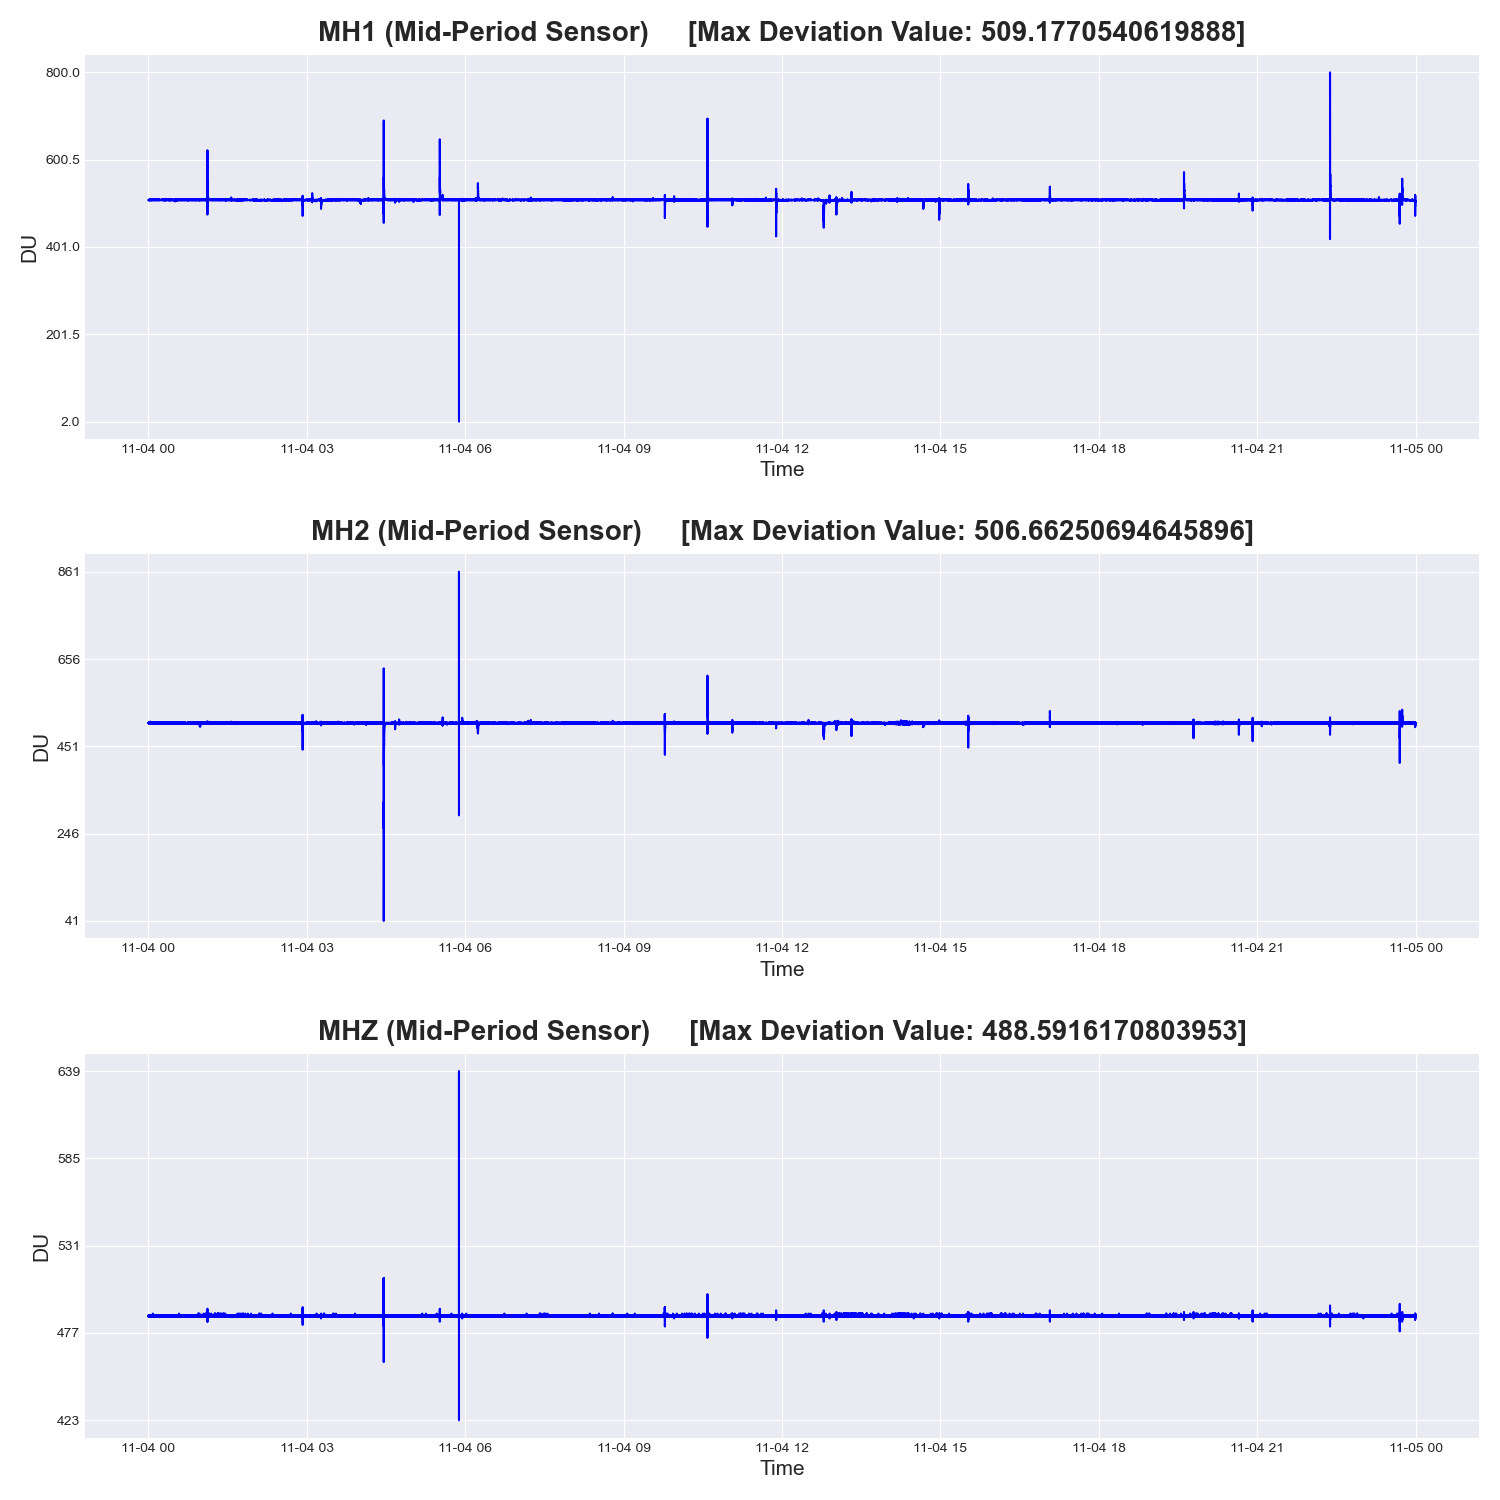 MH1 (Mid-Period Sensor) [Max Deviation Value: 509.1770540619888]
800.0
600.5
401.0
201.5
2.0
DU
11-04 00 11-04 03 11-04 06 11-04 09 11-04 12 11-04 15 11-04 18 11-04 21 11-05 00
Time
MH2 (Mid-Period Sensor) [Max Deviation Value: 506.66250694645896]
861
656
451
246
41
DU
11-04 00 11-04 03 11-04 06 11-04 09 11-04 12 11-04 15 11-04 18 11-04 21 11-05 00
Time
MHZ (Mid-Period Sensor) [Max Deviation Value: 488.5916170803953]
639
585
531
477
423
DU
11-04 00 11-04 03 11-04 06 11-04 09 11-04 12 11-04 15 11-04 18 11-04 21 11-05 00
Time